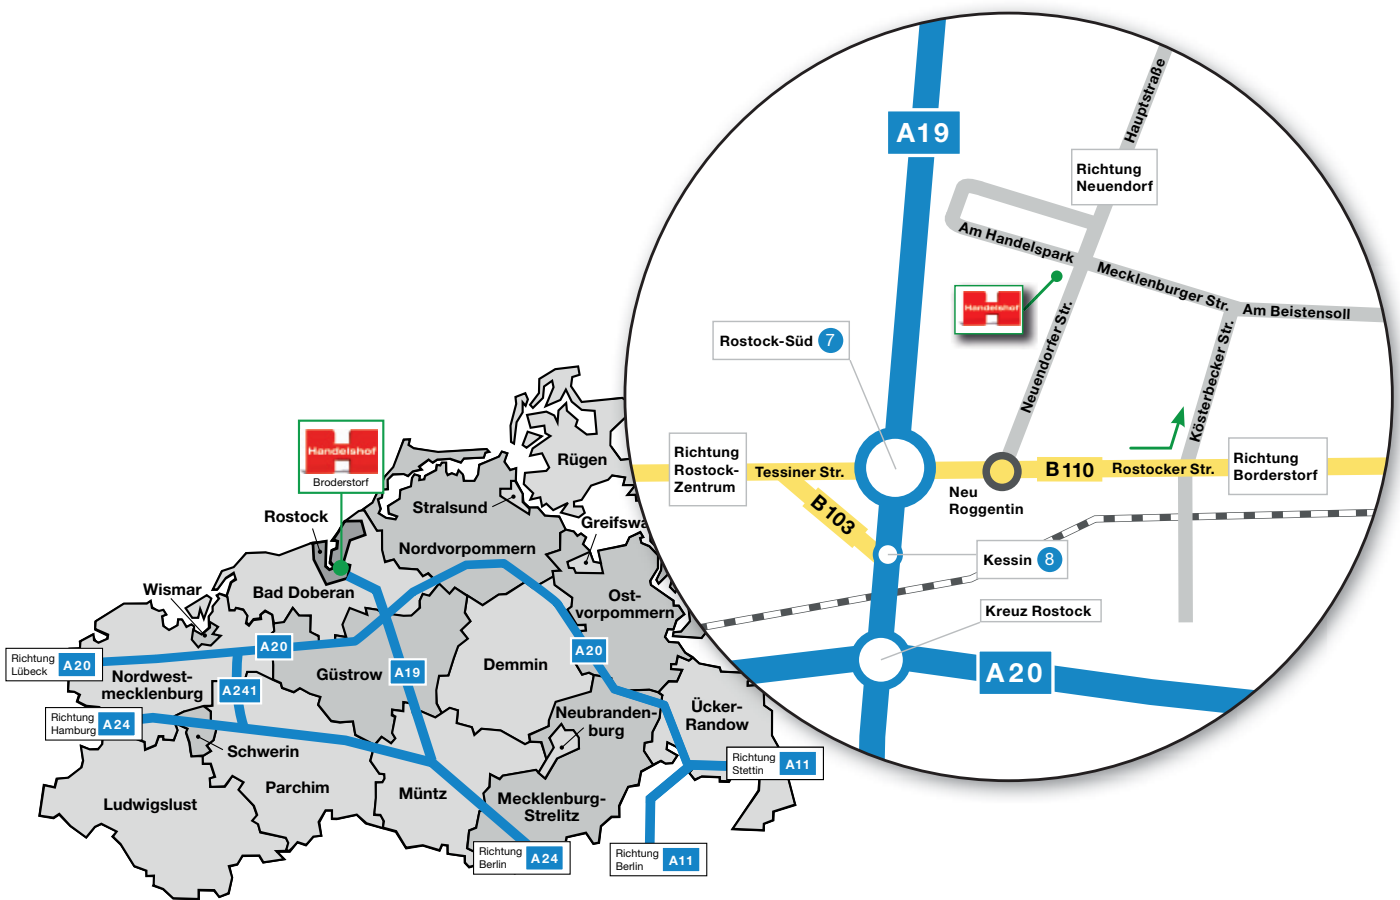 Handelshof
Broderstorf
Rostock
Wismar
Bad Doberan
Stralsund
Nordvorpommern
Rügen
Greifswa
Ost-
vorpommern
Richtung
Lübeck
A20
A20
A20
Nordwest-
mecklenburg
A241
Güstrow
A19
Demmin
Richtung
Hamburg
A24
Schwerin
Neubranden-
burg
Ücker-
Randow
Richtung
Stettin
A11
Ludwigslust
Parchim
Müntz
Mecklenburg-
Strelitz
Richtung
Berlin
A24
Richtung
Berlin
A11
A19
Hauptstraße
Richtung
Neuendorf
Am Handelspark
Mecklenburger Str.
Am Beistensoll
Handelshof
Neuendorfer Str.
Kösterbecker Str.
Rostock-Süd 7
Richtung
Rostock-
Zentrum
Tessiner Str.
B103
B110
Rostocker Str.
Richtung
Borderstorf
Neu
Roggentin
Kessin 8
Kreuz Rostock
A20